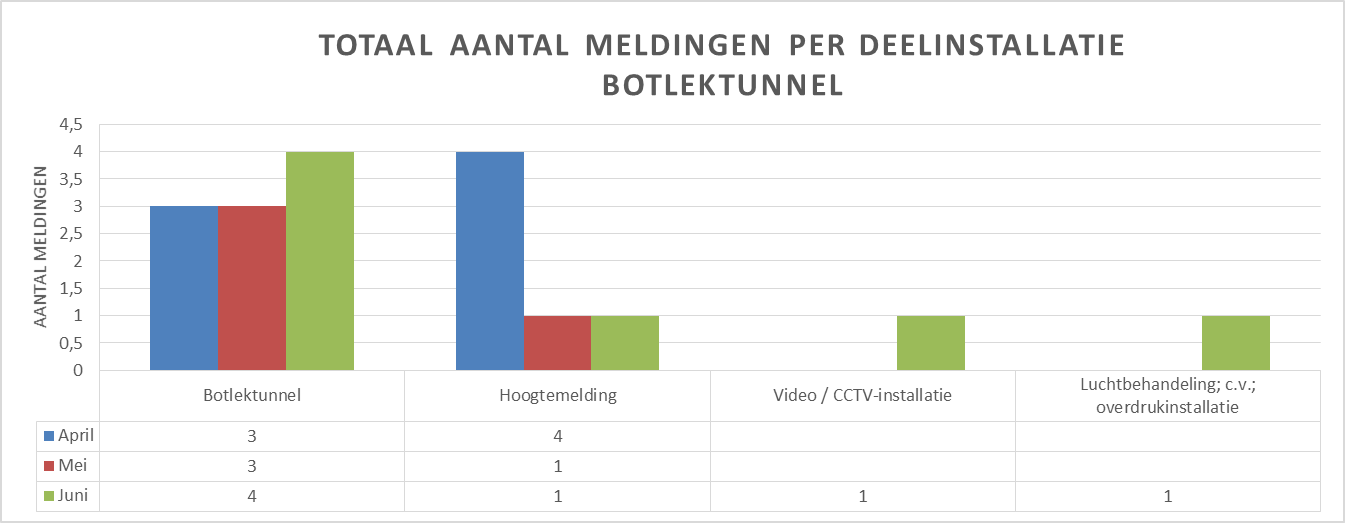 TOTAAL AANTAL MELDINGEN PER DEELINSTALLATIE
BOTLEKTUNNEL
AANTAL MELDINGEN
4,5
4
3,5
3
2,5
2
1,5
1
0,5
0
Botlektunnel Hoogtemelding Video / CCTV-installatie Luchtbehandeling; c.v.;
overdrukinstallatie
April 3 4
Mei 3 1
Juni 4 1 1 1